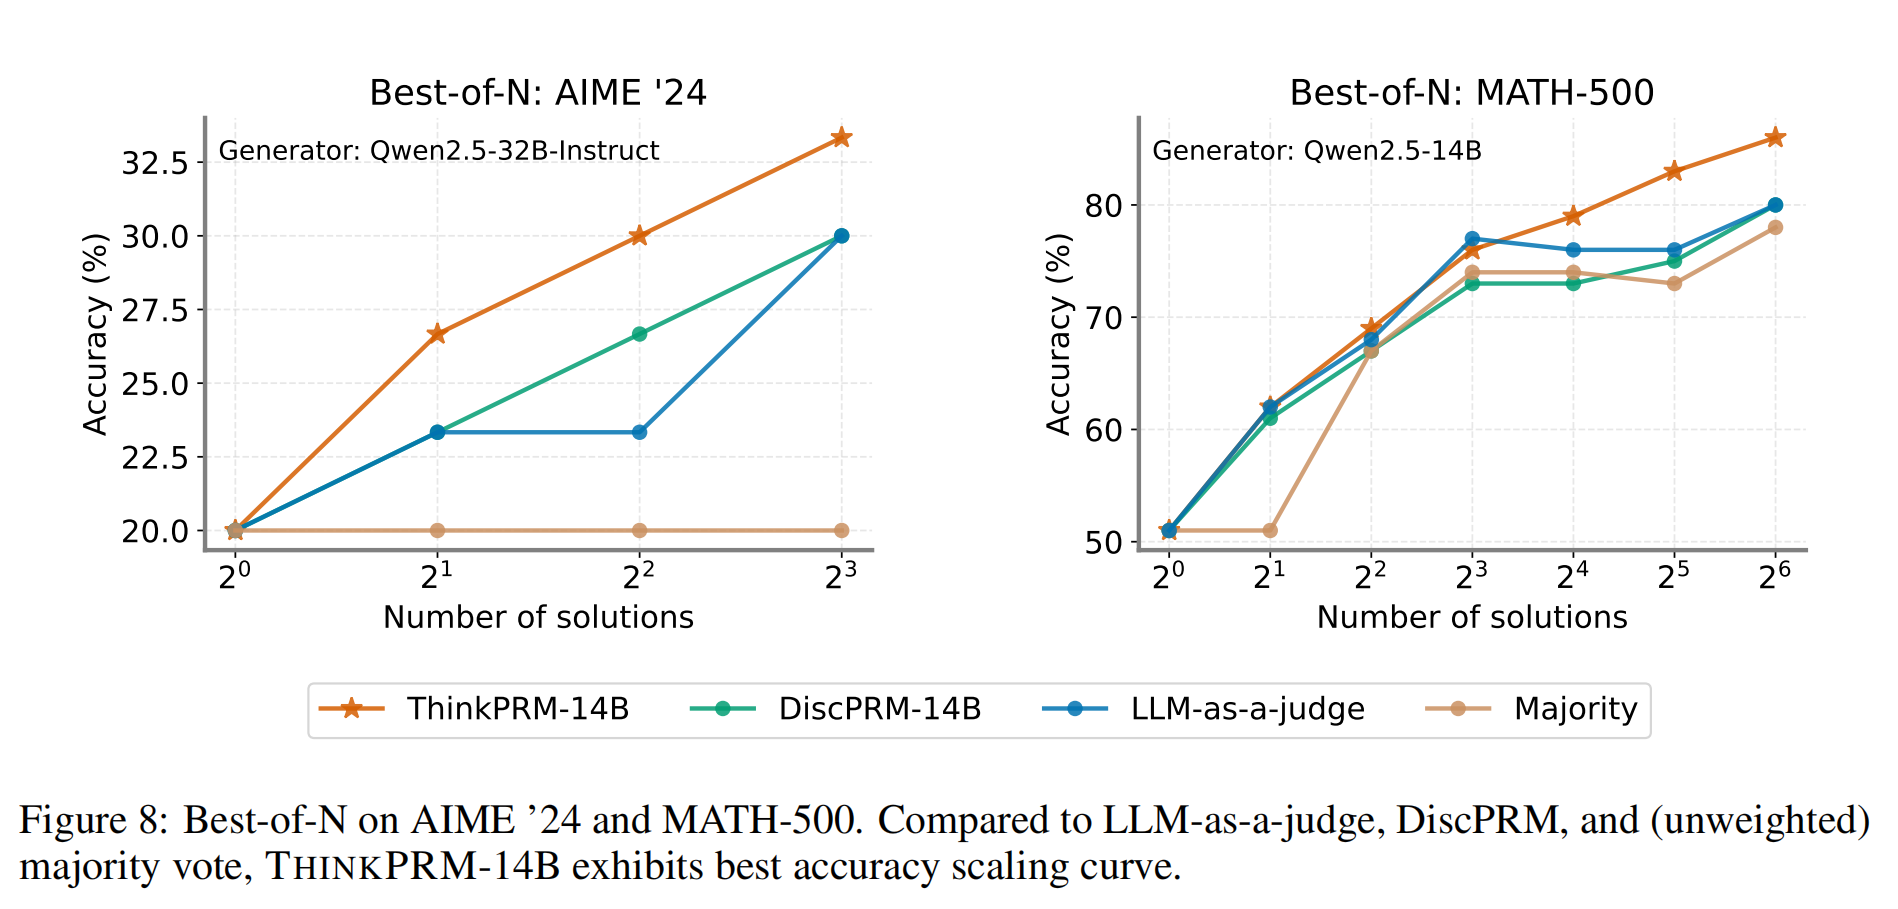 Best-of-N: AIME '24
Generator: Qwen2.5-32B-Instruct
Accuracy (%)
32.5
30.0
27.5
25.0
22.5
20.0
2⁰ 2¹ 2² 2³
Number of solutions
Best-of-N: MATH-500
Generator: Qwen2.5-14B
Accuracy (%)
80
70
60
50
2⁰ 2¹ 2² 2³ 2⁴ 2⁵ 2⁶
Number of solutions
ThinkPRM-14B DiscPRM-14B LLM-as-a-judge Majority
Figure 8: Best-of-N on AIME ’24 and MATH-500. Compared to LLM-as-a-judge, DiscPRM, and (unweighted)
majority vote, THINKPRM-14B exhibits best accuracy scaling curve.